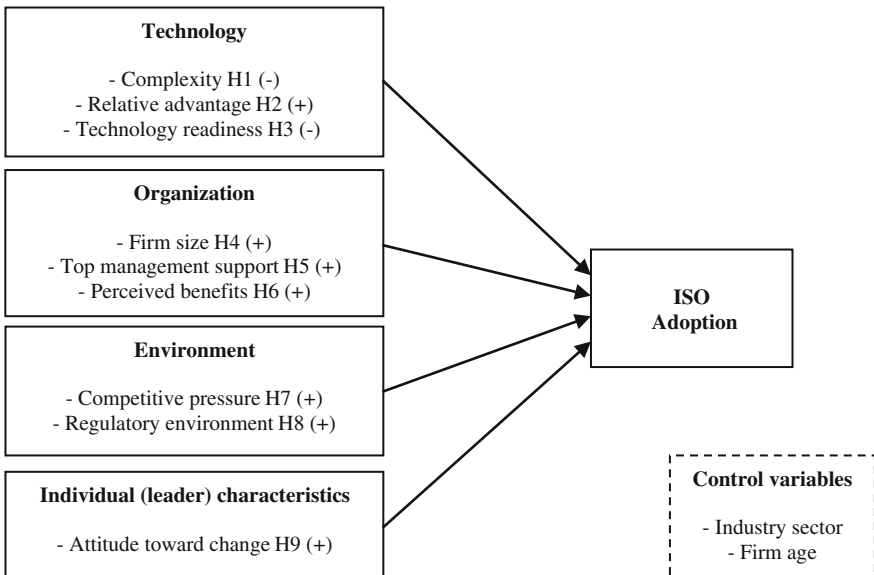 Technology
- Complexity H1 (-)
- Relative advantage H2 (+)
- Technology readiness H3 (-)
Organization
- Firm size H4 (+)
- Top management support H5 (+)
- Perceived benefits H6 (+)
Environment
- Competitive pressure H7 (+)
- Regulatory environment H8 (+)
Individual (leader) characteristics
- Attitude toward change H9 (+)
ISO
Adoption
Control variables
- Industry sector
- Firm age